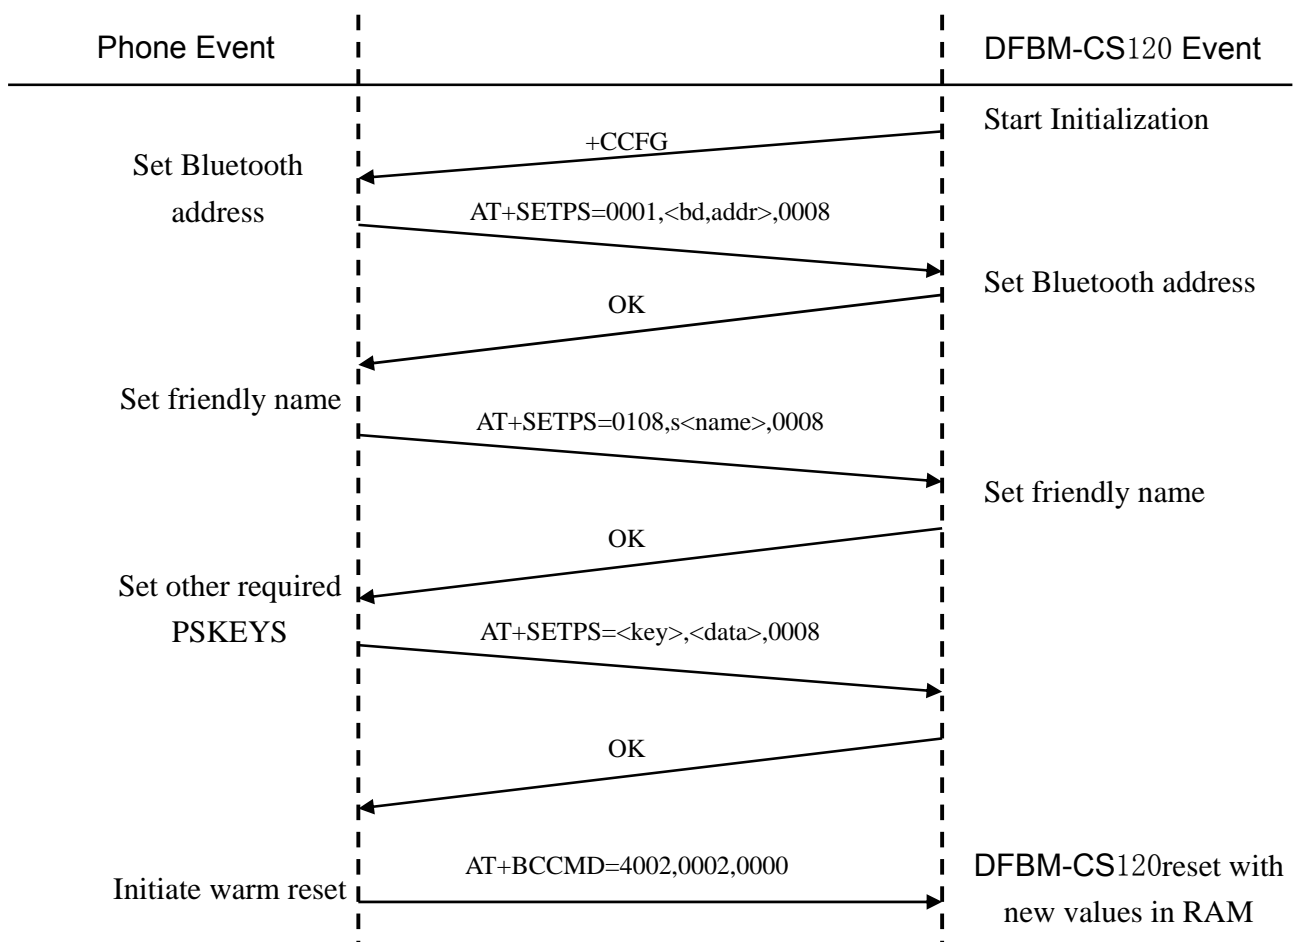 Phone Event
DFBM-CS120 Event
Start Initialization
+CCFG
Set Bluetooth
address
AT+SETPS=0001,<bd,addr>,0008
Set Bluetooth address
OK
Set friendly name
AT+SETPS=0108,s<name>,0008
Set friendly name
OK
Set other required
PSKEYS
AT+SETPS=<key>,<data>,0008
OK
AT+BCCMD=4002,0002,0000
Initiate warm reset
DFBM-CS120reset with
new values in RAM